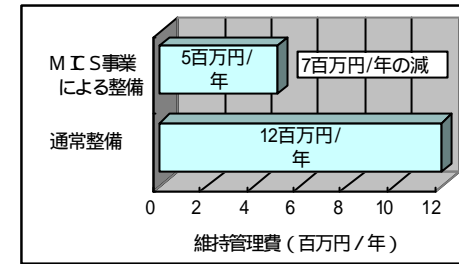 MICS事業
による整備
5百万円/
年
7百万円/年の減
通常整備
12百万円/
年
0 2 4 6 8 10 12
維持管理費(百万円/年)